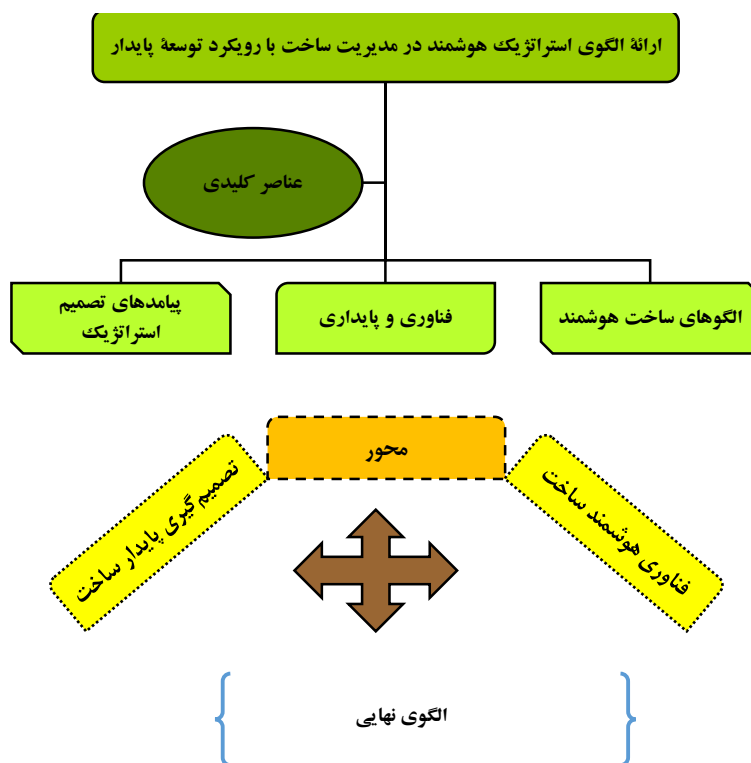 ارائهٔ الگوی استراتژیک هوشمند در مدیریت ساخت با رویکرد توسعهٔ پایدار
عناصر کلیدی
الگوهای ساخت هوشمند
فناوری و پایداری
پیامدهای تصمیم
استراتژیک
محور
فناوری هوشمند ساخت
تصمیم‌گیری پایدار ساخت
الگوی نهایی